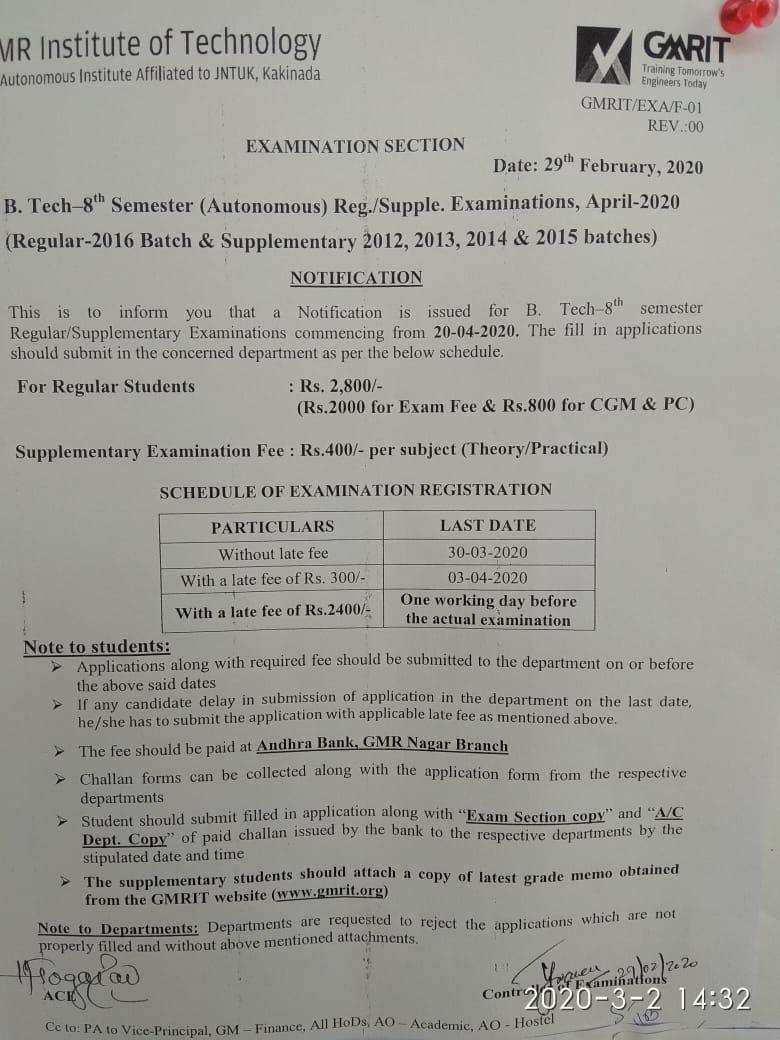 MR Institute of Technology
Autonomous Institute Affiliated to JNTUK, Kakinada
GMRIT
Training Tomorrow's
Engineers Today
GMRIT/EXA/F-01
REV.:00
EXAMINATION SECTION
Date: 29th February, 2020
B. Tech–8th Semester (Autonomous) Reg./Supple. Examinations, April-2020
(Regular-2016 Batch & Supplementary 2012, 2013, 2014 & 2015 batches)
NOTIFICATION
This is to inform you that a Notification is issued for B. Tech–8th semester
Regular/Supplementary Examinations commencing from 20-04-2020. The fill in applications
should submit in the concerned department as per the below schedule.
For Regular Students : Rs. 2,800/-
(Rs.2000 for Exam Fee & Rs.800 for CGM & PC)
Supplementary Examination Fee : Rs.400/- per subject (Theory/Practical)
SCHEDULE OF EXAMINATION REGISTRATION
PARTICULARS LAST DATE
Without late fee 30-03-2020
With a late fee of Rs. 300/- 03-04-2020
With a late fee of Rs.2400/- One working day before
the actual examination
Note to students:
➢ Applications along with required fee should be submitted to the department on or before
the above said dates
➢ If any candidate delay in submission of application in the department on the last date,
he/she has to submit the application with applicable late fee as mentioned above.
➢ The fee should be paid at Andhra Bank, GMR Nagar Branch
➢ Challan forms can be collected along with the application form from the respective
departments
➢ Student should submit filled in application along with "Exam Section copy" and "A/C
Dept. Copy" of paid challan issued by the bank to the respective departments by the
stipulated date and time
➢ The supplementary students should attach a copy of latest grade memo obtained
from the GMRIT website (www.gmrit.org)
Note to Departments: Departments are requested to reject the applications which are not
properly filled and without above mentioned attachments.
29/02/2020
ACE
Examinations
2020-3-2 14:32
Cc to: PA to Vice-Principal, GM – Finance, All HoDs, AO – Academic, AO - Hostel